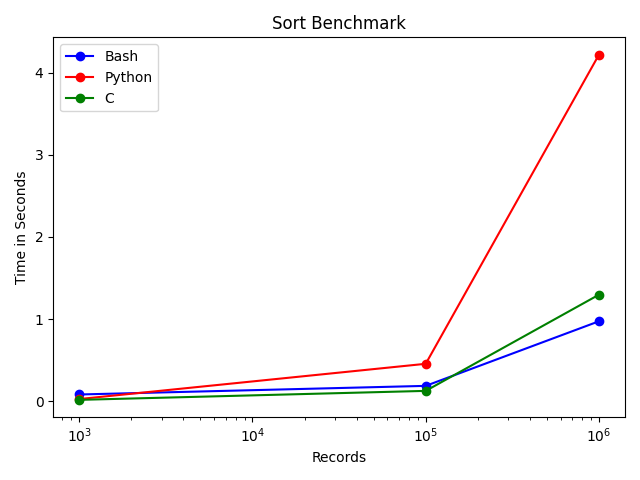 Sort Benchmark
Bash
Python
C
Time in Seconds
4
3
2
1
0
10³ 10⁴ 10⁵ 10⁶
Records